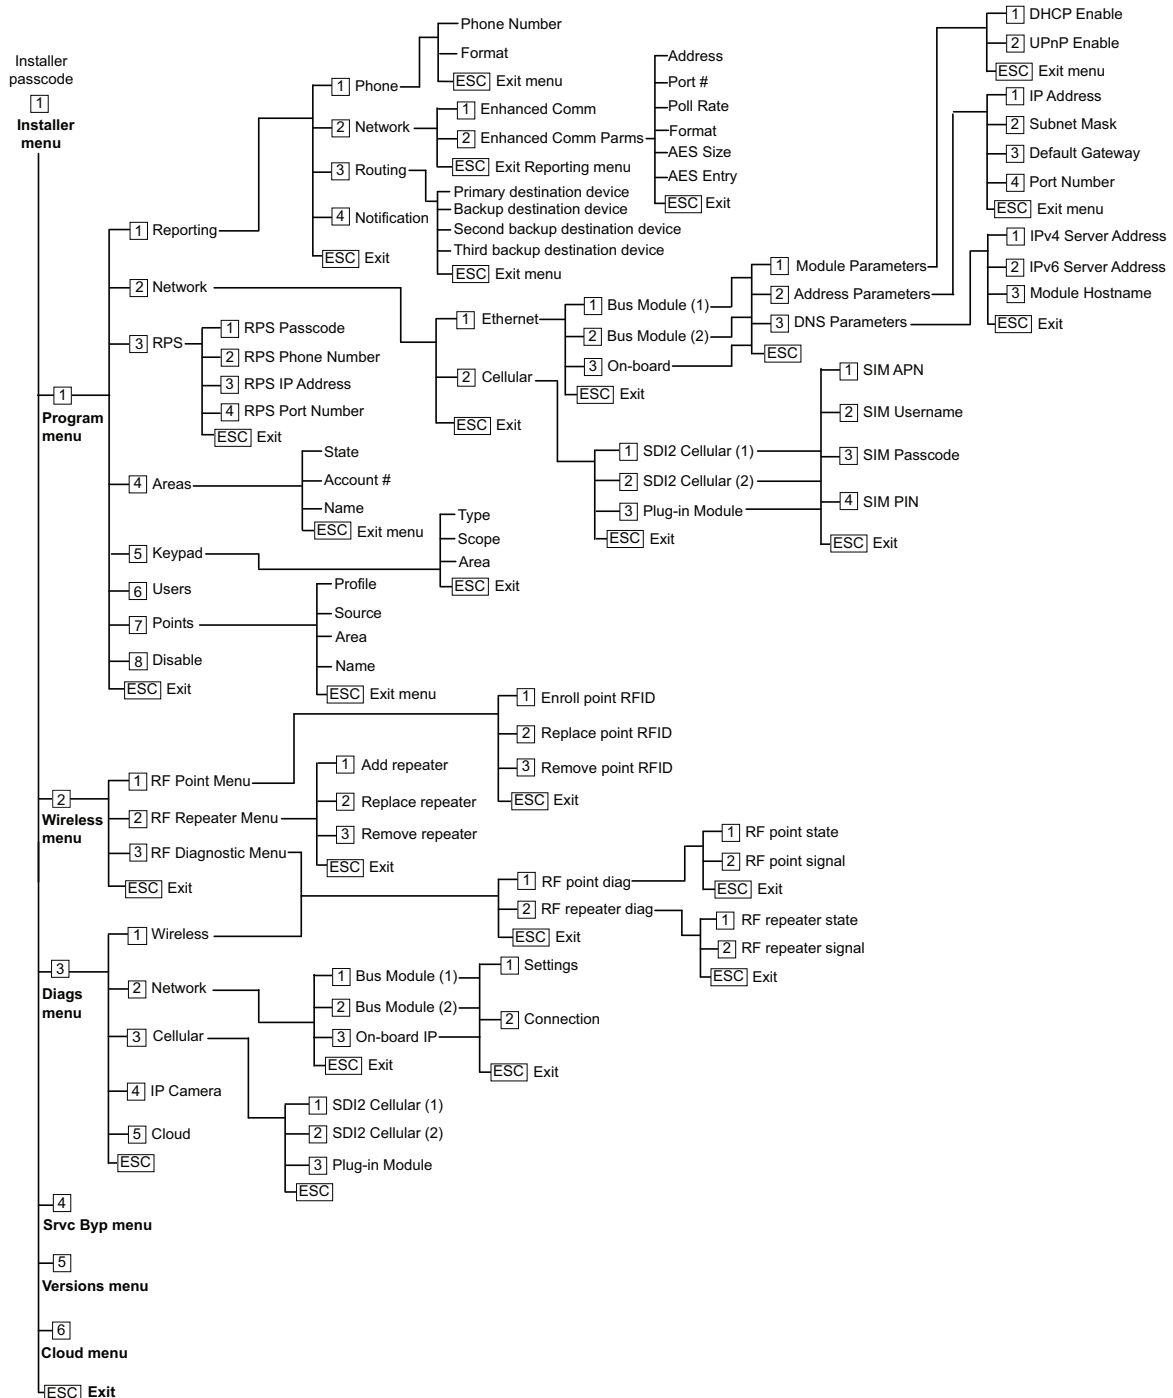 Installer
passcode
1
Installer
menu
1
Program
menu
1 Reporting
1 Phone
Phone Number
Format
ESC Exit menu
2 Network
1 Enhanced Comm
2 Enhanced Comm Parms
Address
Port #
Poll Rate
Format
AES Size
AES Entry
ESC Exit
ESC Exit Reporting menu
3 Routing
Primary destination device
Backup destination device
Second backup destination device
Third backup destination device
ESC Exit menu
4 Notification
ESC Exit
2 Network
1 Ethernet
1 Bus Module (1)
2 Bus Module (2)
3 On-board
ESC Exit
1 Module Parameters
1 DHCP Enable
2 UPnP Enable
ESC Exit menu
2 Address Parameters
1 IP Address
2 Subnet Mask
3 Default Gateway
4 Port Number
ESC Exit menu
3 DNS Parameters
1 IPv4 Server Address
2 IPv6 Server Address
3 Module Hostname
ESC Exit
ESC
2 Cellular
1 SDI2 Cellular (1)
2 SDI2 Cellular (2)
3 Plug-in Module
ESC Exit
1 SIM APN
2 SIM Username
3 SIM Passcode
4 SIM PIN
ESC Exit
ESC Exit
3 RPS
1 RPS Passcode
2 RPS Phone Number
3 RPS IP Address
4 RPS Port Number
ESC Exit
4 Areas
State
Account #
Name
ESC Exit menu
5 Keypad
Type
Scope
Area
ESC Exit
6 Users
7 Points
Profile
Source
Area
Name
ESC Exit menu
8 Disable
ESC Exit
2
Wireless
menu
1 RF Point Menu
1 Enroll point RFID
2 Replace point RFID
3 Remove point RFID
ESC Exit
2 RF Repeater Menu
1 Add repeater
2 Replace repeater
3 Remove repeater
ESC Exit
3 RF Diagnostic Menu
ESC Exit
1 RF point diag
1 RF point state
2 RF point signal
ESC Exit
2 RF repeater diag
1 RF repeater state
2 RF repeater signal
ESC Exit
ESC Exit
3
Diags
menu
1 Wireless
2 Network
1 Bus Module (1)
2 Bus Module (2)
3 On-board IP
ESC Exit
1 Settings
2 Connection
ESC Exit
3 Cellular
1 SDI2 Cellular (1)
2 SDI2 Cellular (2)
3 Plug-in Module
ESC
4 IP Camera
5 Cloud
ESC
4
Srvc Byp menu
5
Versions menu
6
Cloud menu
ESC Exit